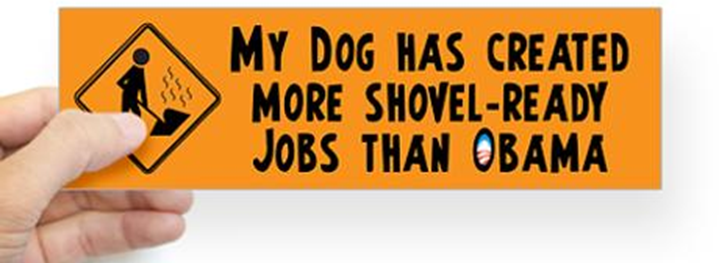 MY DOG HAS CREATED
MORE SHOVEL-READY
JOBS THAN OBAMA